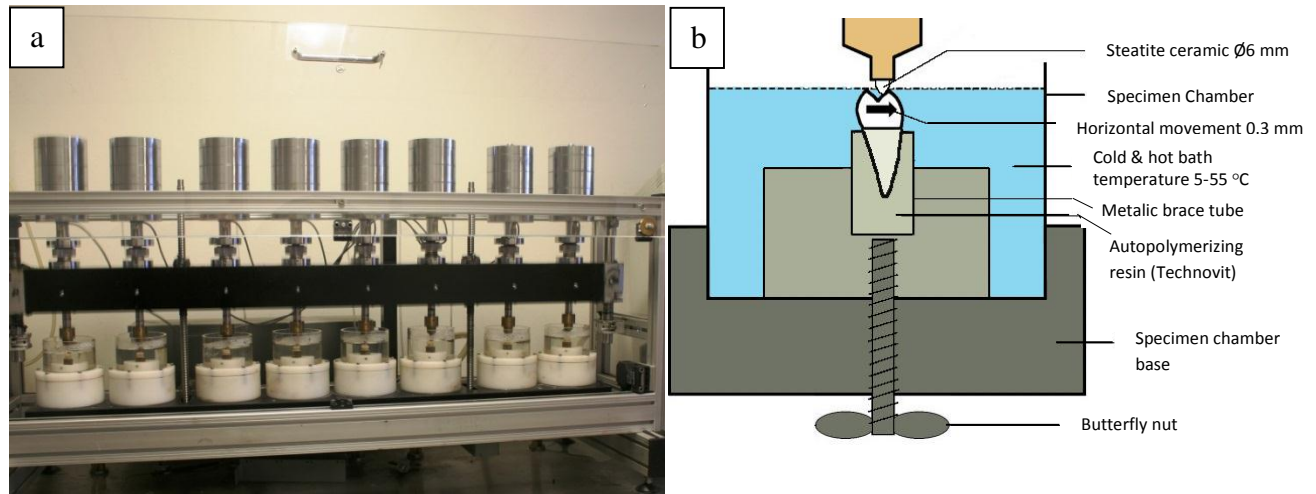 a
b
Steatite ceramic Ø6 mm
Specimen Chamber
Horizontal movement 0.3 mm
Cold & hot bath
temperature 5-55 °C
Metalic brace tube
Autopolymerizing
resin (Technovit)
Specimen chamber
base
Butterfly nut